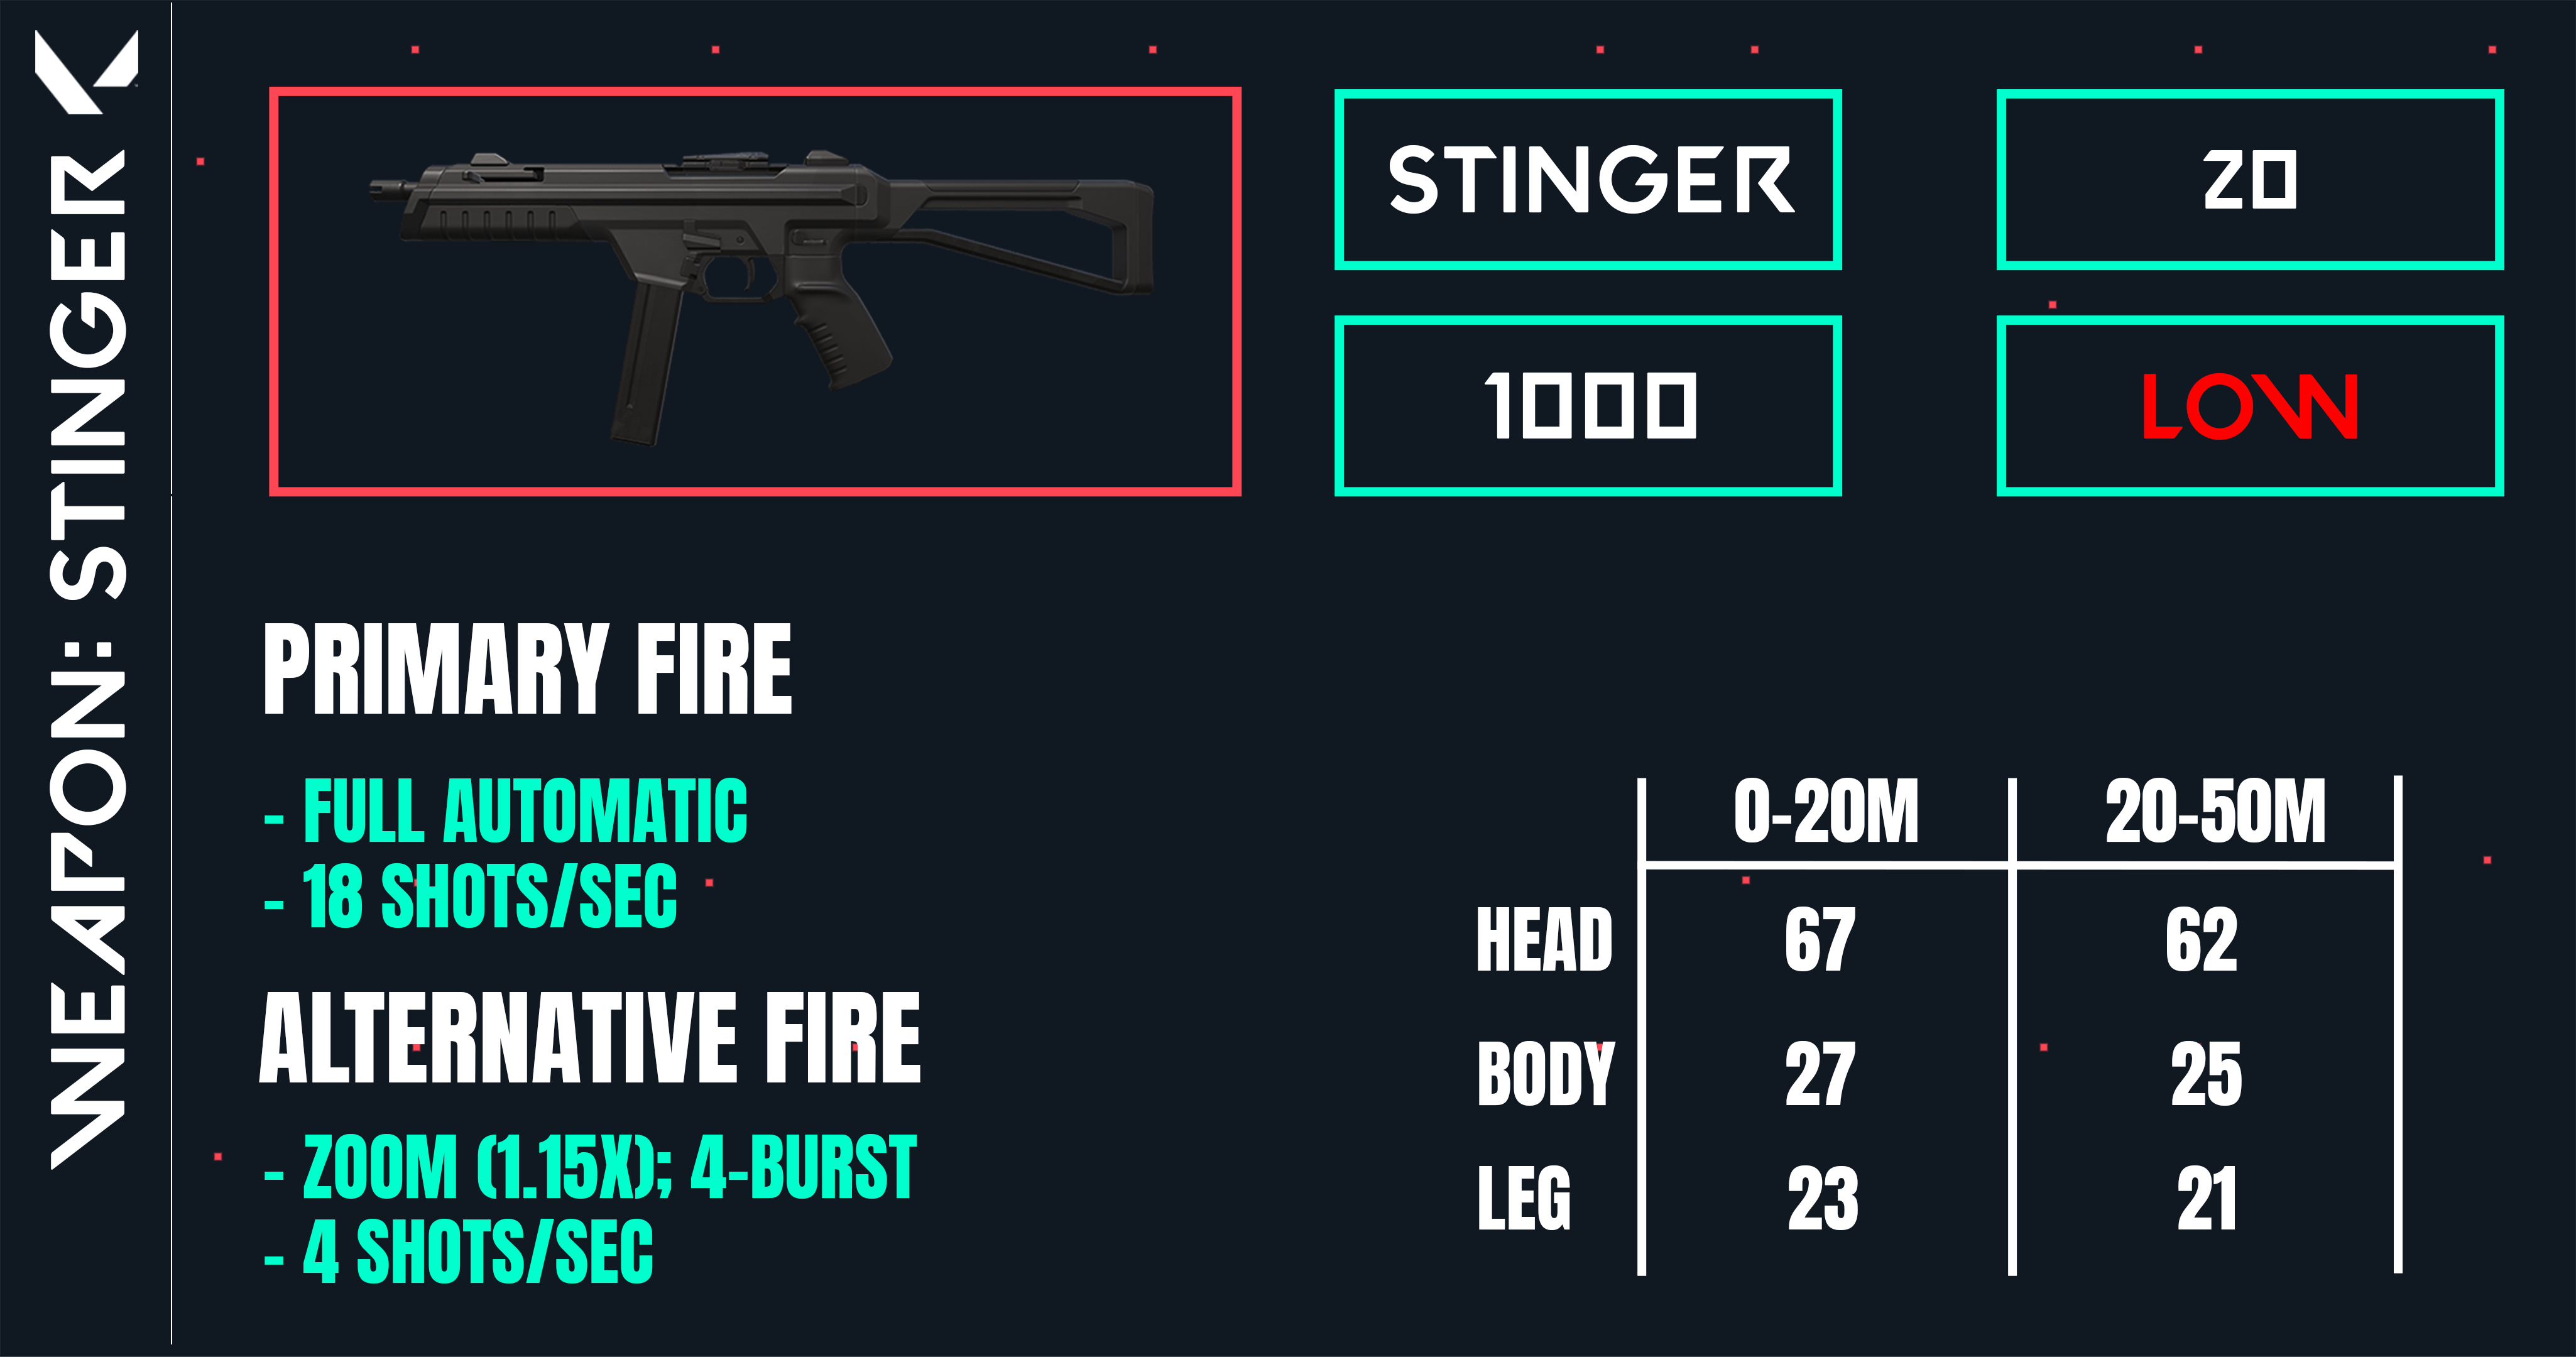 WEAPON: STINGER
STINGER
20
1000
LOW
PRIMARY FIRE
- FULL AUTOMATIC
- 18 SHOTS/SEC
ALTERNATIVE FIRE
- ZOOM (1.15X); 4-BURST
- 4 SHOTS/SEC
0-20M 20-50M
HEAD 67 62
BODY 27 25
LEG 23 21